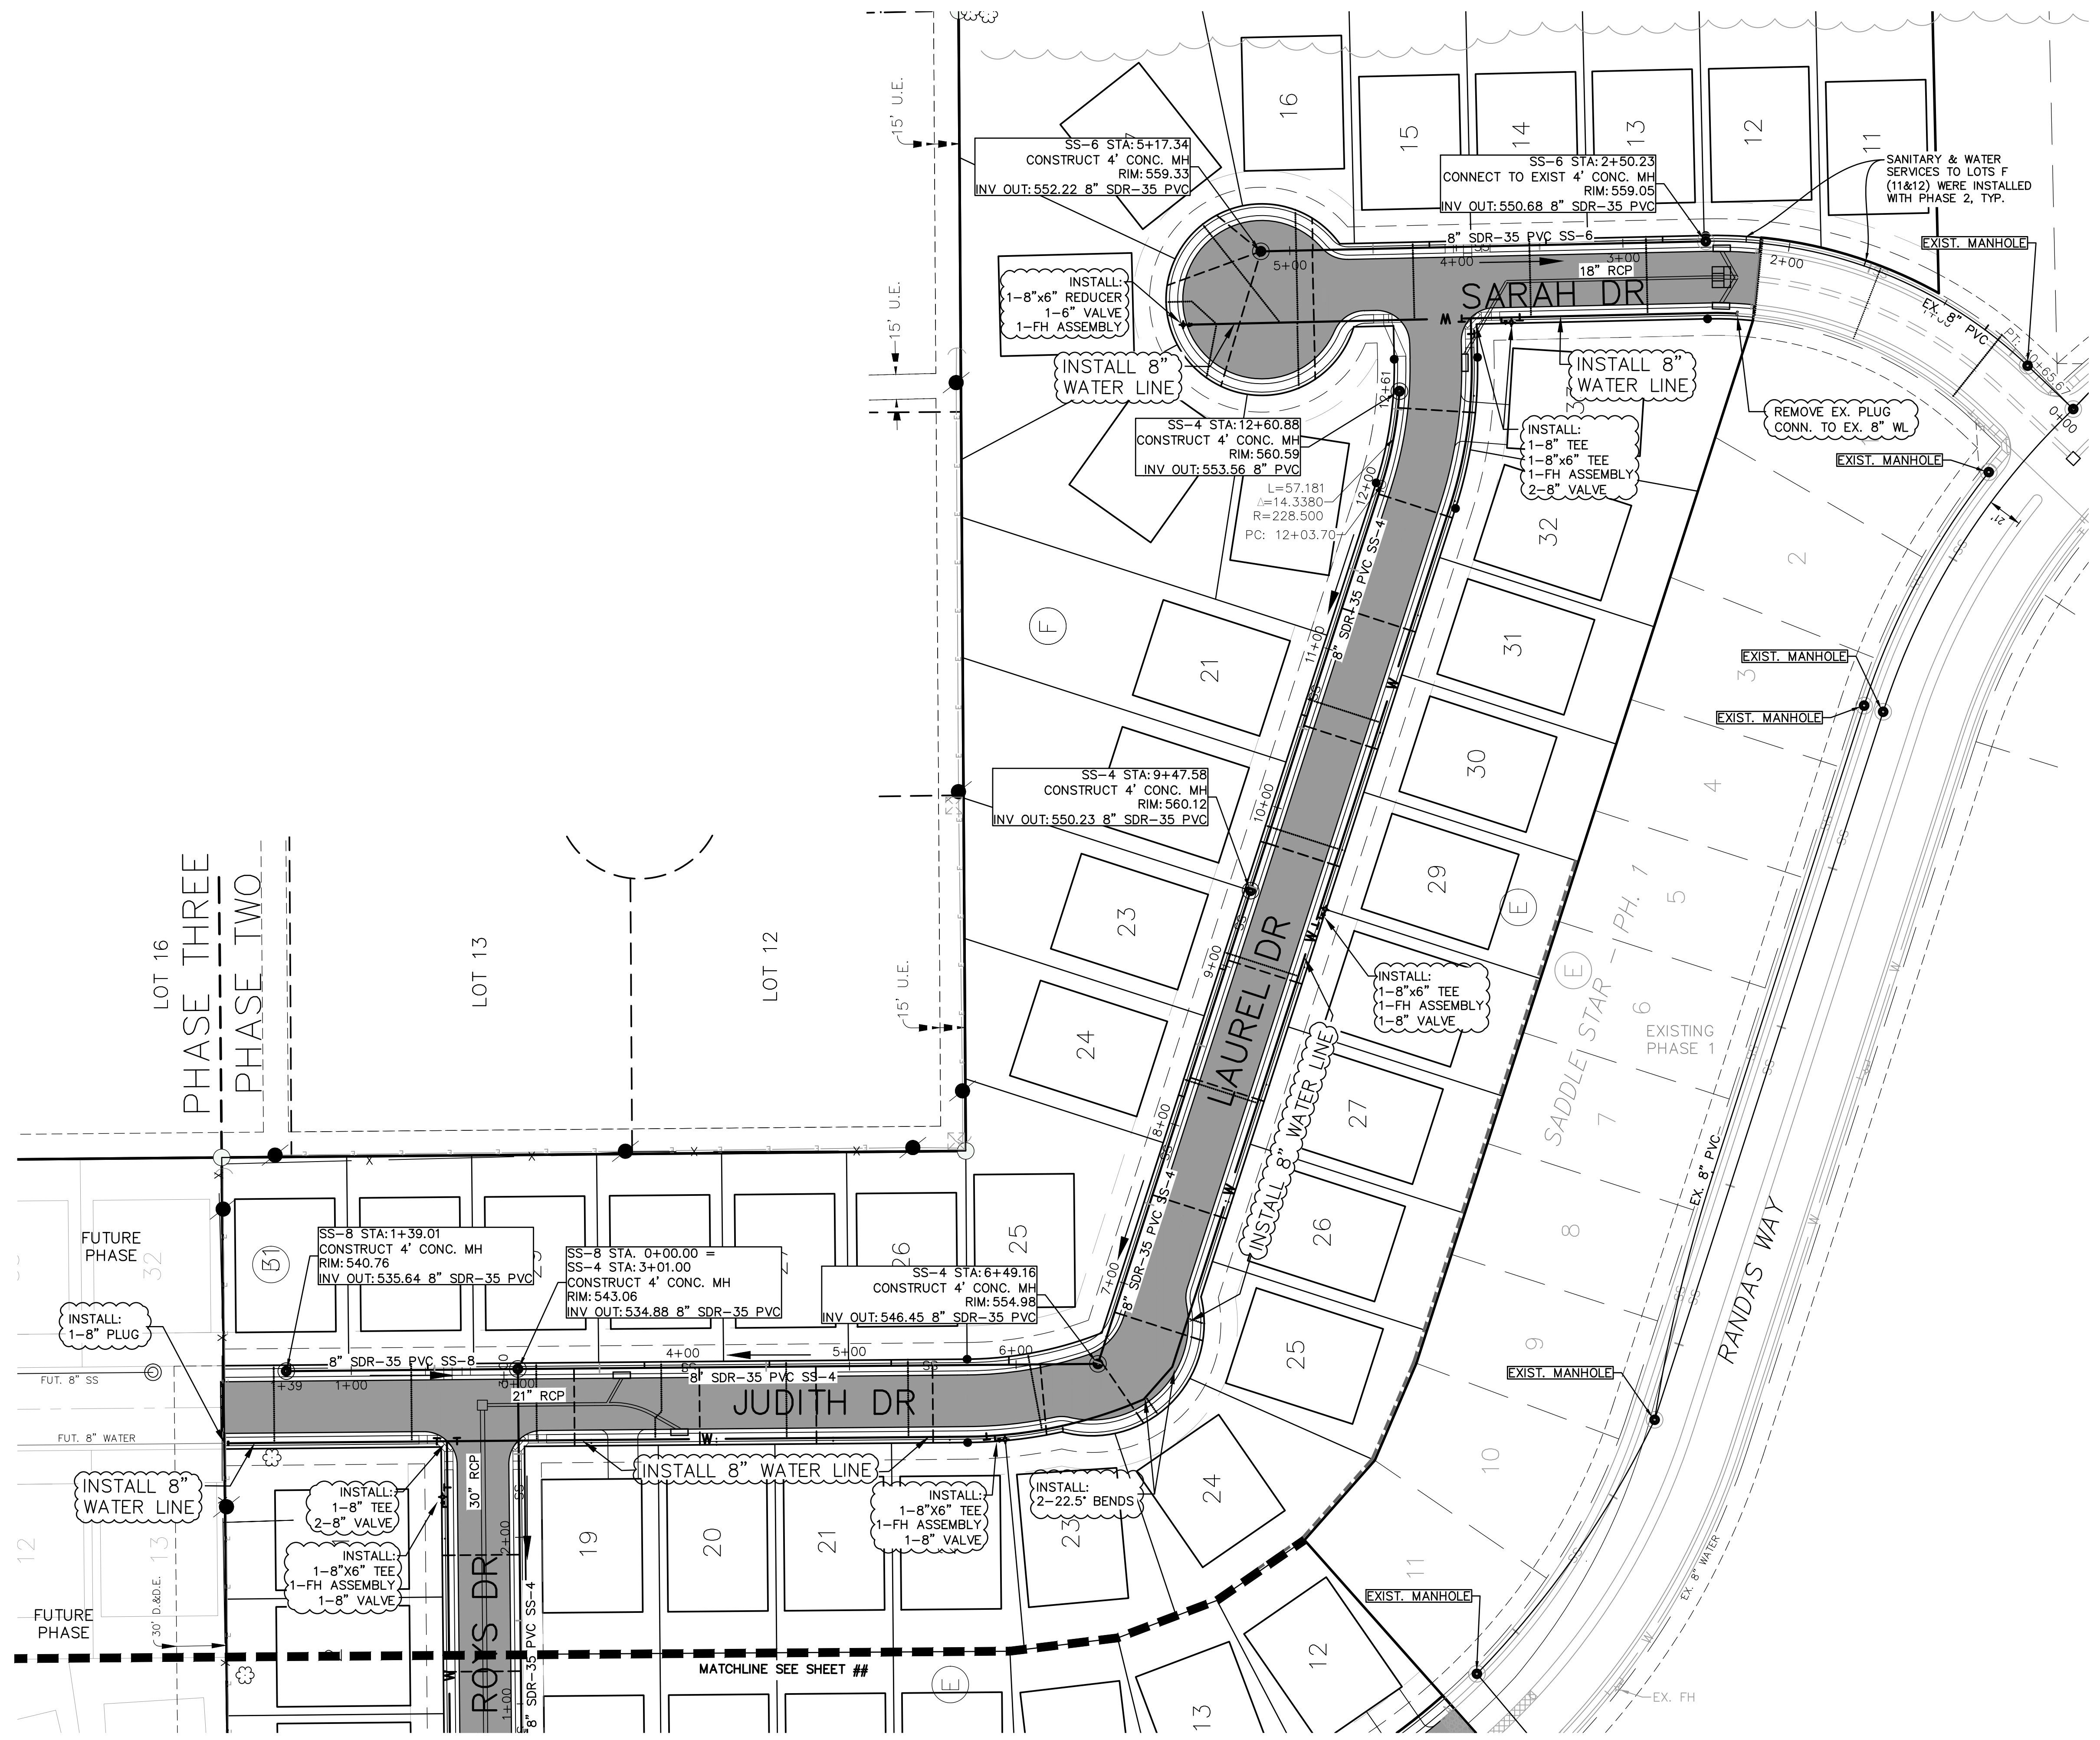 15' U.E.
16
15
14
13
12
11
SS-6 STA:5+17.34
CONSTRUCT 4' CONC. MH
RIM:559.33
INV OUT:552.22 8" SDR-35 PVC
SS-6 STA:2+50.23
CONNECT TO EXIST 4' CONC. MH
RIM:559.05
INV OUT:550.68 8" SDR-35 PVC
SANITARY & WATER
SERVICES TO LOTS F
(11&12) WERE INSTALLED
WITH PHASE 2, TYP.
8" SDR-35 PVC SS-6
EXIST. MANHOLE
5+00
4+00
3+00
2+00
18" RCP
SARAH DR
EX. 8" PVC
0+00
15' U.E.
INSTALL:
1-8"x6" REDUCER
1-6" VALVE
1-FH ASSEMBLY
W
INSTALL 8"
WATER LINE
INSTALL 8"
WATER LINE
12+61
REMOVE EX. PLUG
CONN. TO EX. 8" WL
SS-4 STA:12+60.88
CONSTRUCT 4' CONC. MH
RIM:560.59
INV OUT:553.56 8" PVC
INSTALL:
1-8" TEE
1-8"x6" TEE
1-FH ASSEMBLY
2-8" VALVE
EXIST. MANHOLE
L=57.181
Δ=14.3380
R=228.500
PC: 12+03.70
12+00
8" SDR-35 PVC SS-4
32
21'
2
F
11+00
21
31
3
EXIST. MANHOLE
EXIST. MANHOLE
W
30
4
SS-4 STA:9+47.58
CONSTRUCT 4' CONC. MH
RIM:560.12
INV OUT:550.23 8" SDR-35 PVC
10+00
29
E
5
23
9+00
LAUREL DR
W
INSTALL:
1-8"x6" TEE
1-FH ASSEMBLY
1-8" VALVE
E
SADDLE STAR - PH. 1
6
EXISTING
PHASE 1
LOT 16
PHASE THREE
PHASE TWO
LOT 13
LOT 12
15' U.E.
24
27
7
8+00
INSTALL 8" WATER LINE
EX. 8" PVC
RANDAS WAY
W
26
8
FUTURE
PHASE
32
31
SS-8 STA:1+39.01
CONSTRUCT 4' CONC. MH
RIM:540.76
INV OUT:535.64 8" SDR-35 PVC
SS-8 STA. 0+00.00 =
SS-4 STA:3+01.00
CONSTRUCT 4' CONC. MH
RIM:543.06
INV OUT:534.88 8" SDR-35 PVC
26
25
SS-4 STA:6+49.16
CONSTRUCT 4' CONC. MH
RIM:554.98
INV OUT:546.45 8" SDR-35 PVC
7+00
8" SDR-35 PVC SS-4
25
9
INSTALL:
1-8" PLUG
8" SDR-35 PVC SS-8
4+00
5+00
6+00
8' SDR-35 PVC SS-4
EXIST. MANHOLE
FUT. 8" SS
+39
1+00
0+00
21" RCP
JUDITH DR
FUT. 8" WATER
W
INSTALL 8"
WATER LINE
INSTALL 8" WATER LINE
INSTALL:
1-8" TEE
2-8" VALVE
30" RCP
INSTALL:
1-8"X6" TEE
1-FH ASSEMBLY
1-8" VALVE
INSTALL:
2-22.5° BENDS
24
10
12
13
INSTALL:
1-8"X6" TEE
1-FH ASSEMBLY
1-8" VALVE
2+00
19
20
21
23
11
EX. 8" WATER
FUTURE
PHASE
30' D.&D.E.
ROYS DR
8" SDR-35 PVC SS-4
EXIST. MANHOLE
12
MATCHLINE SEE SHEET ##
W
1+00
E
13
EX. FH